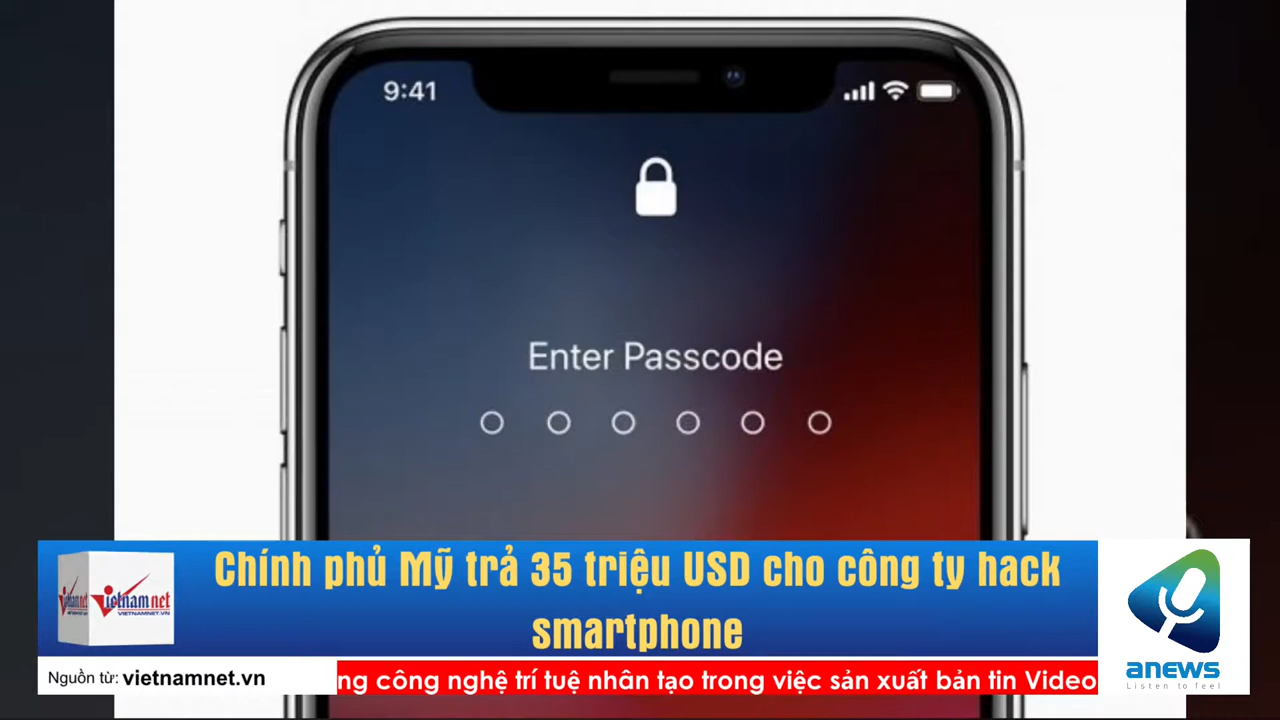 9:41
Enter Passcode
Chính phủ Mỹ trả 35 triệu USD cho công ty hack
smartphone
Vietnamnet
VIETNAMNET.VN
Nguồn từ: vietnamnet.vn
ng công nghệ trí tuệ nhân tạo trong việc sản xuất bản tin Video
anews
Listen to feel